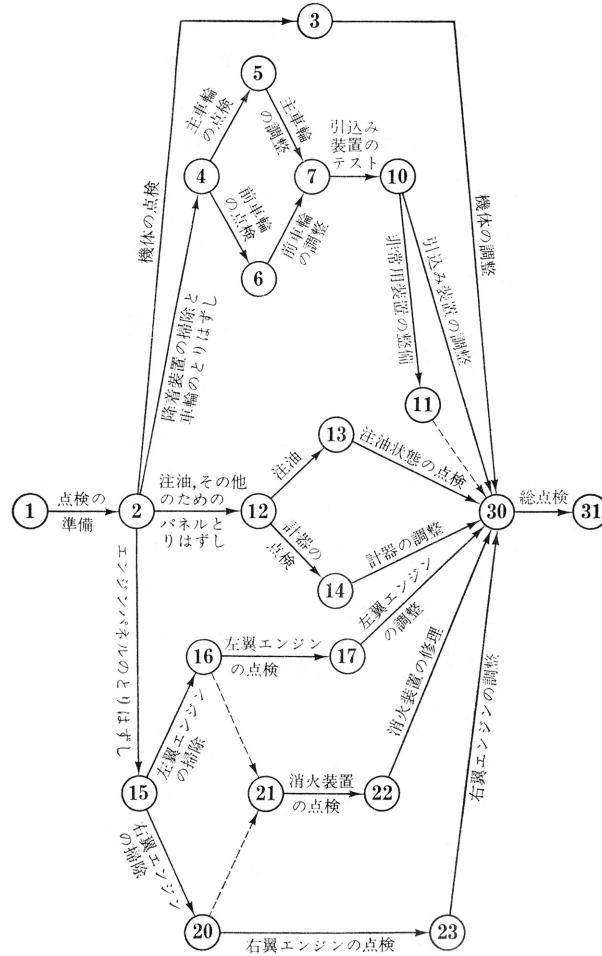 3
5
主車輪
の点検
主車輪
の調整
引込み
装置の
テスト
4
7
10
機体の点検
前車輪
の点検
前車輪
の調整
機体の調整
6
非常用装置の整備
引込み装置の調整
降着装置の掃除と
車輪のとりはずし
11
13
注油
注油状態の点検
1
点検の
準備
2
注油,その他
のための
パネルと
りはずし
12
30
総点検
31
計器の
点検
計器の調整
14
エンジンパネルのとりはずし
16
左翼エンジン
の点検
17
左翼エンジン
の調整
左翼エンジン
の掃除
消火装置の修理
右翼エンジンの調整
15
21
消火装置
の点検
22
右翼エンジン
の掃除
20
右翼エンジンの点検
23